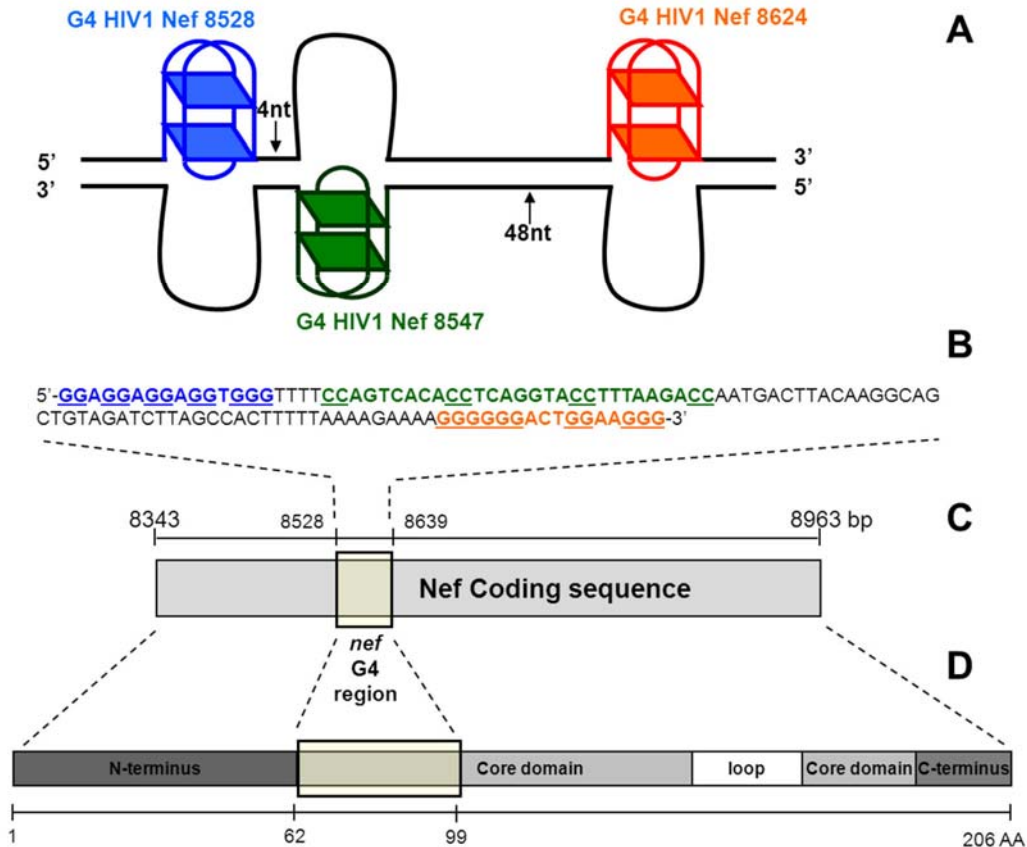 G4 HIV1 Nef 8528
G4 HIV1 Nef 8624
A
4nt
5’
3’
3’
5’
48nt
G4 HIV1 Nef 8547
B
5’-GGAGGAGGAGGTGGGTTTTCCAGTCACACCTCAGGTACCTTTAAGACCAATGACTTACAAGGCAG
CTGTAGATCTTAGCCACTTTTTAAAAGAAAAGGGGGGACTGGAAGGG-3’
C
8343
8528
8639
8963 bp
Nef Coding sequence
nef
G4
region
D
N-terminus
Core domain
loop
Core domain
C-terminus
1
62
99
206 AA